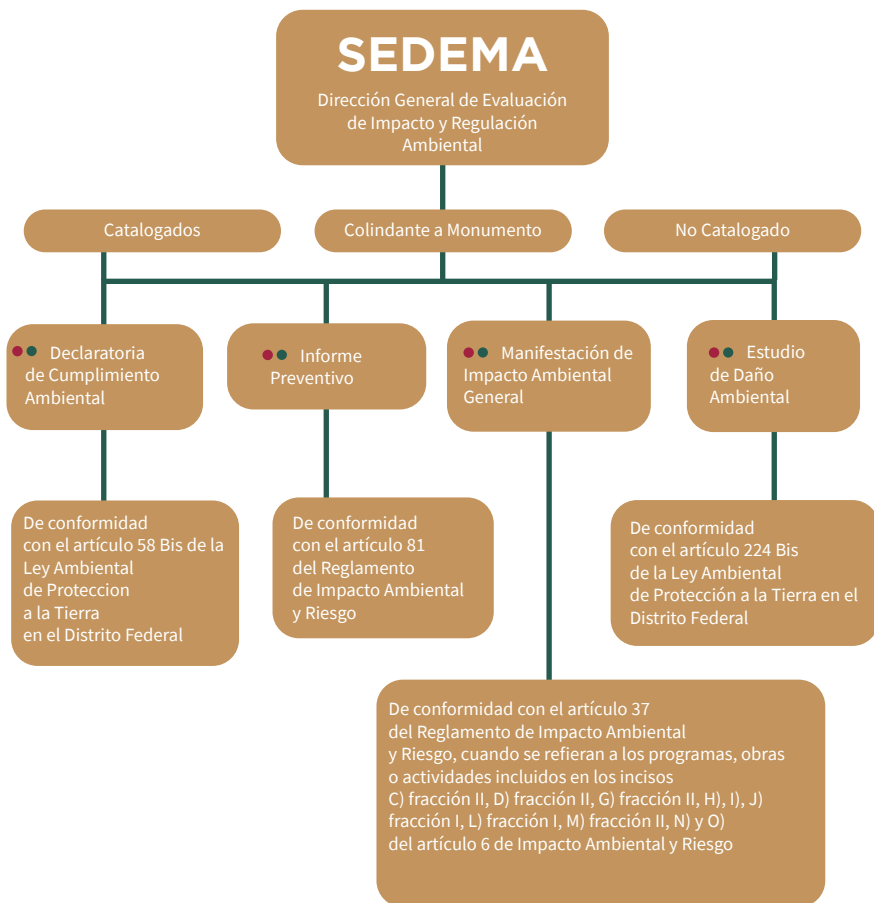 SEDEMA
Dirección General de Evaluación
de Impacto y Regulación
Ambiental
Catalogados
Colindante a Monumento
No Catalogado
Declaratoria
de Cumplimiento
Ambiental
Informe
Preventivo
Manifestación de
Impacto Ambiental
General
Estudio
de Daño
Ambiental
De conformidad
con el artículo 58 Bis de la
Ley Ambiental
de Proteccion
a la Tierra
en el Distrito Federal
De conformidad
con el artículo 81
del Reglamento
de Impacto Ambiental
y Riesgo
De conformidad
con el artículo 224 Bis
de la Ley Ambiental
de Protección a la Tierra en el
Distrito Federal
De conformidad con el artículo 37
del Reglamento de Impacto Ambiental
y Riesgo, cuando se refieran a los programas, obras
o actividades incluidos en los incisos
C) fracción II, D) fracción II, G) fracción II, H), I), J)
fracción I, L) fracción I, M) fracción II, N) y O)
del artículo 6 de Impacto Ambiental y Riesgo